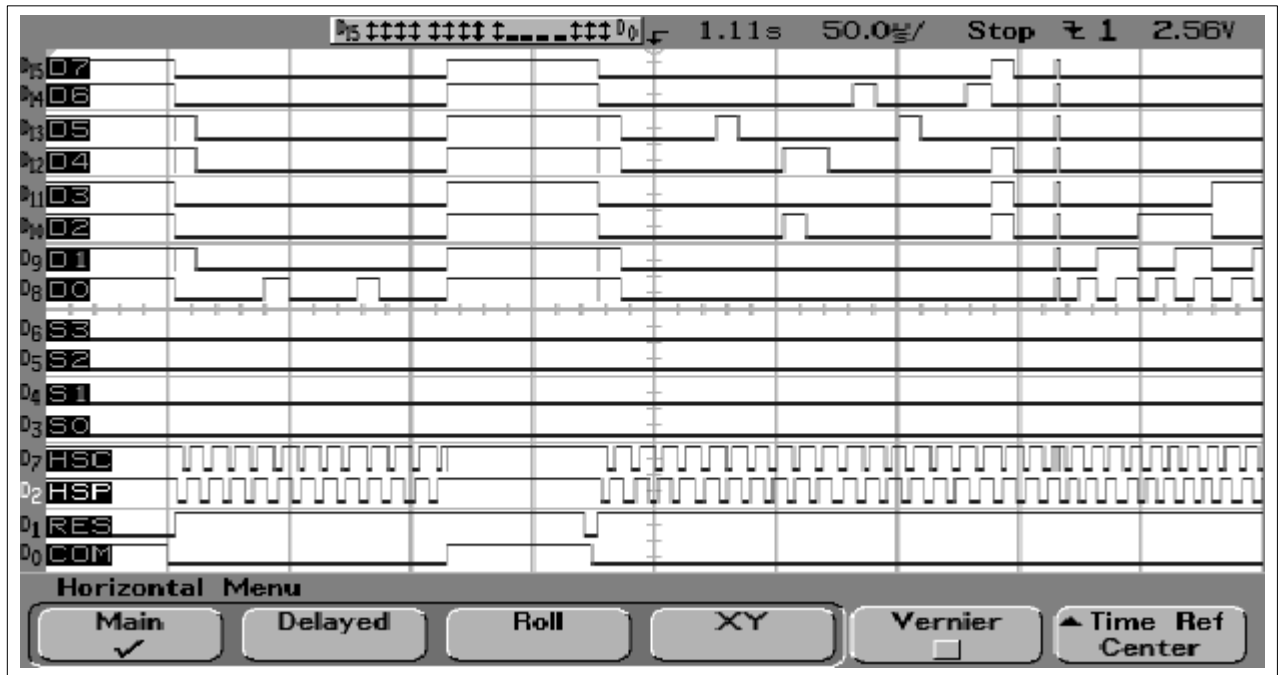 D15 D0 1.11s 50.0ms/ Stop 1 2.56V
D15 D7
D14 D6
D13 D5
D12 D4
D11 D3
D10 D2
D9 D1
D8 D0
D6 S3
D5 S2
D4 S1
D3 S0
D7 HSC
D2 HSP
D1 RES
D0 COM
Horizontal Menu
Main Delayed Roll XY Vernier Time Ref
Center